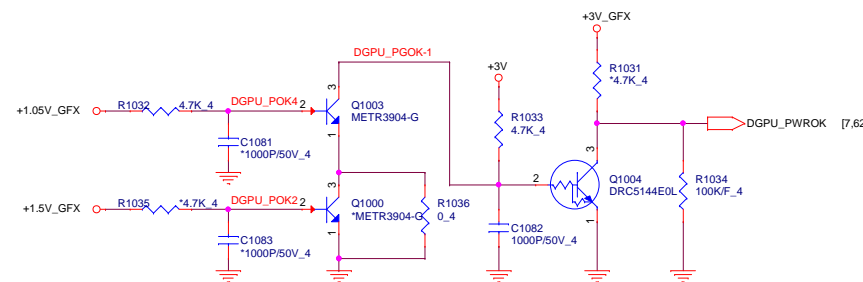 +3V_GFX
DGPU_PGOK-1
+3V
R1031
*4.7K_4
3
+1.05V_GFX
R1032
4.7K_4
DGPU_POK4
2
Q1003
METR3904-G
1
R1033
4.7K_4
DGPU_PWROK
[7,62
C1081
*1000P/50V_4
3
2
Q1004
DRC5144E0L
1
R1034
100K/F_4
+1.5V_GFX
R1035
*4.7K_4
DGPU_POK2
2
3
Q1000
*METR3904-G
1
R1036
0_4
C1082
1000P/50V_4
C1083
*1000P/50V_4